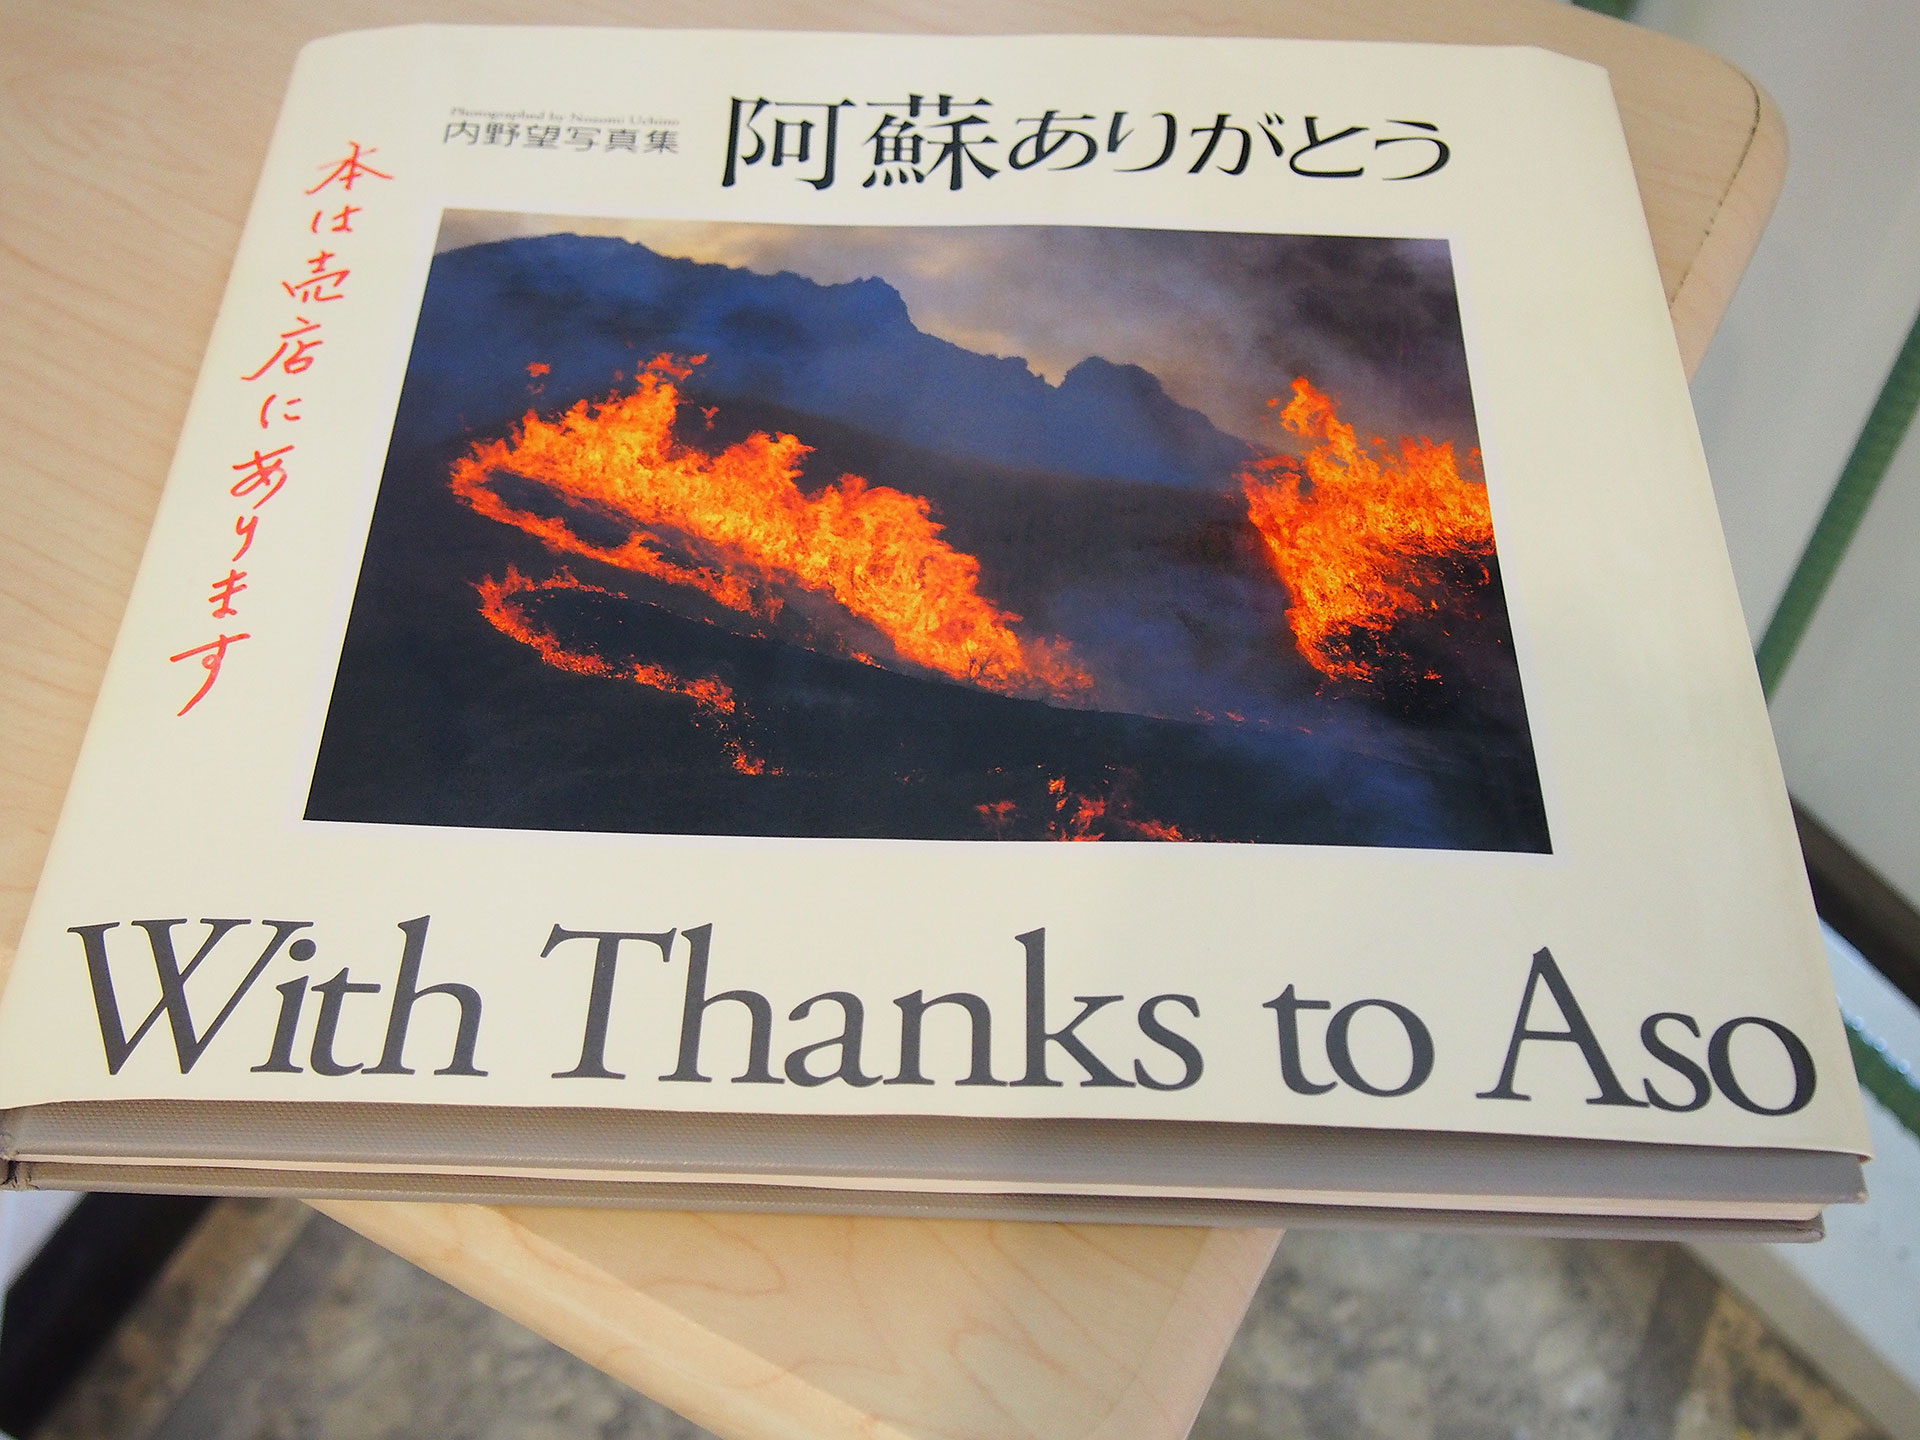 Photographed by Nozomi Uchino
内野望写真集
阿蘇ありがとう
本は売店にあります
With Thanks to Aso